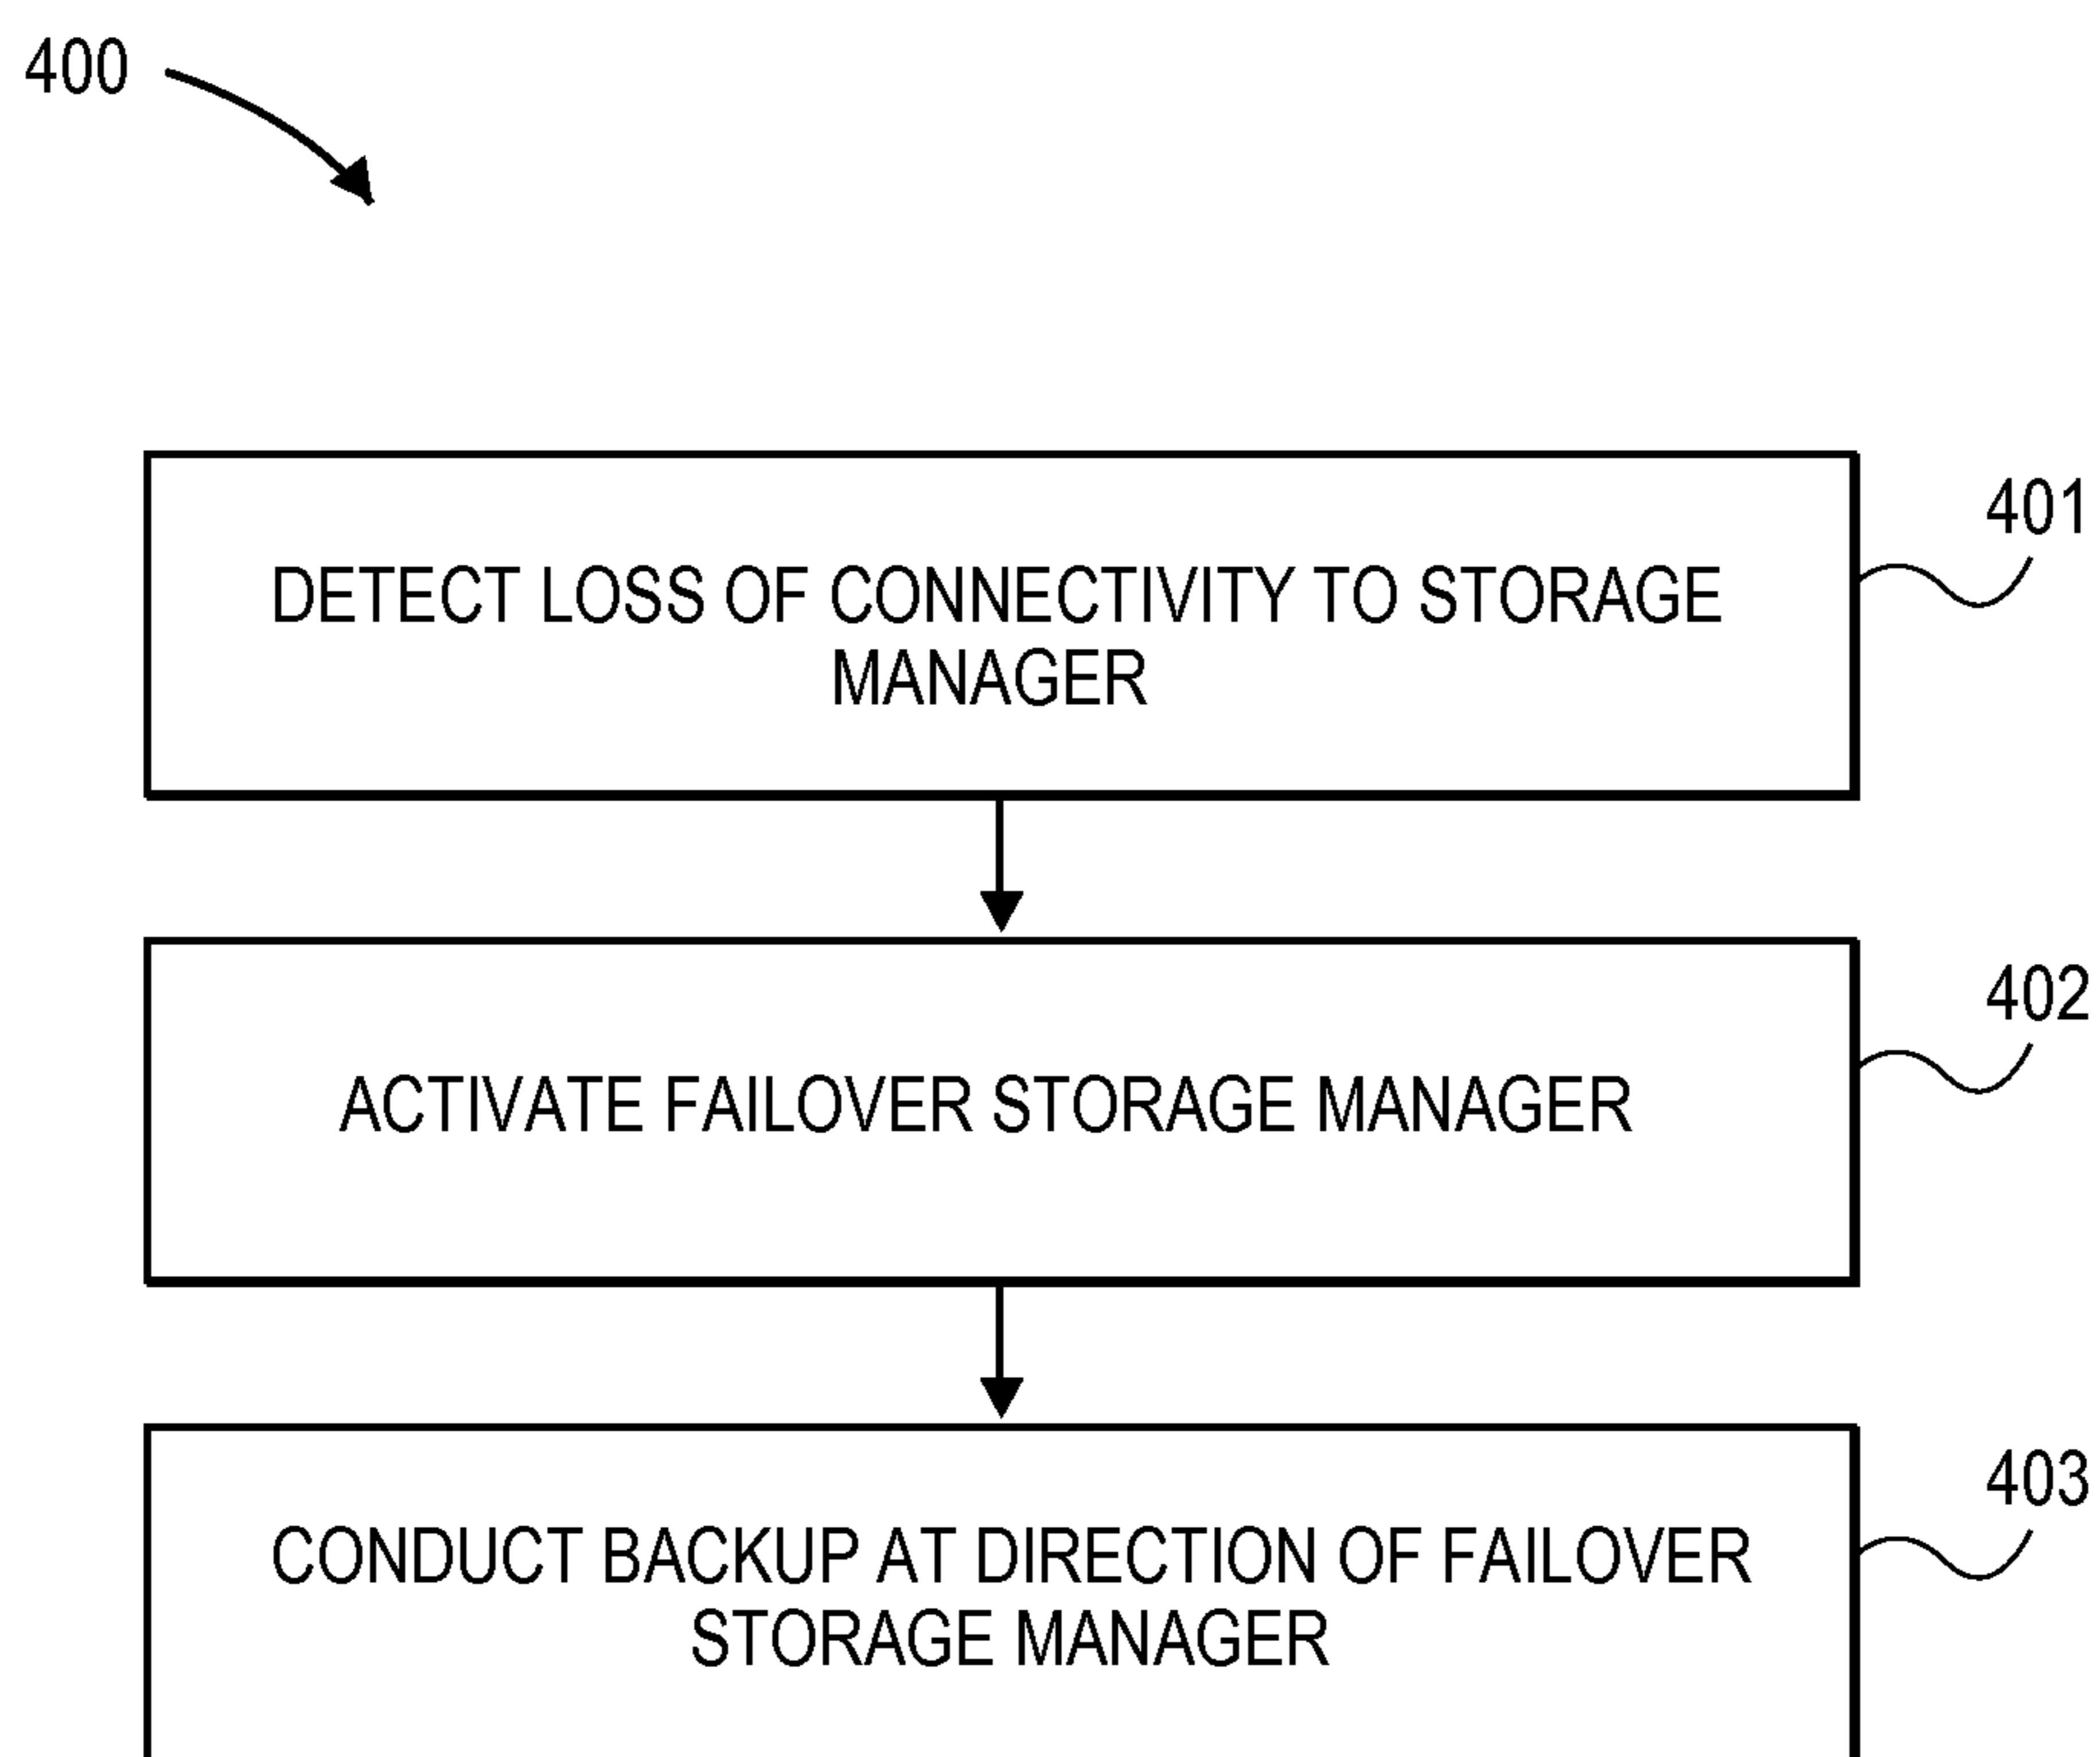 400
401
DETECT LOSS OF CONNECTIVITY TO STORAGE
MANAGER
402
ACTIVATE FAILOVER STORAGE MANAGER
403
CONDUCT BACKUP AT DIRECTION OF FAILOVER
STORAGE MANAGER